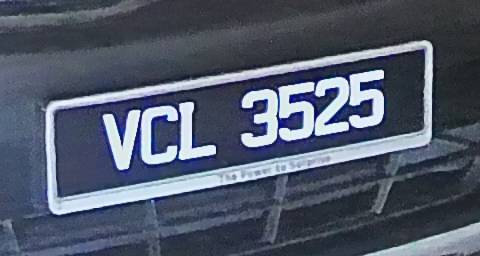 VCL 3525
The Power to Surprise